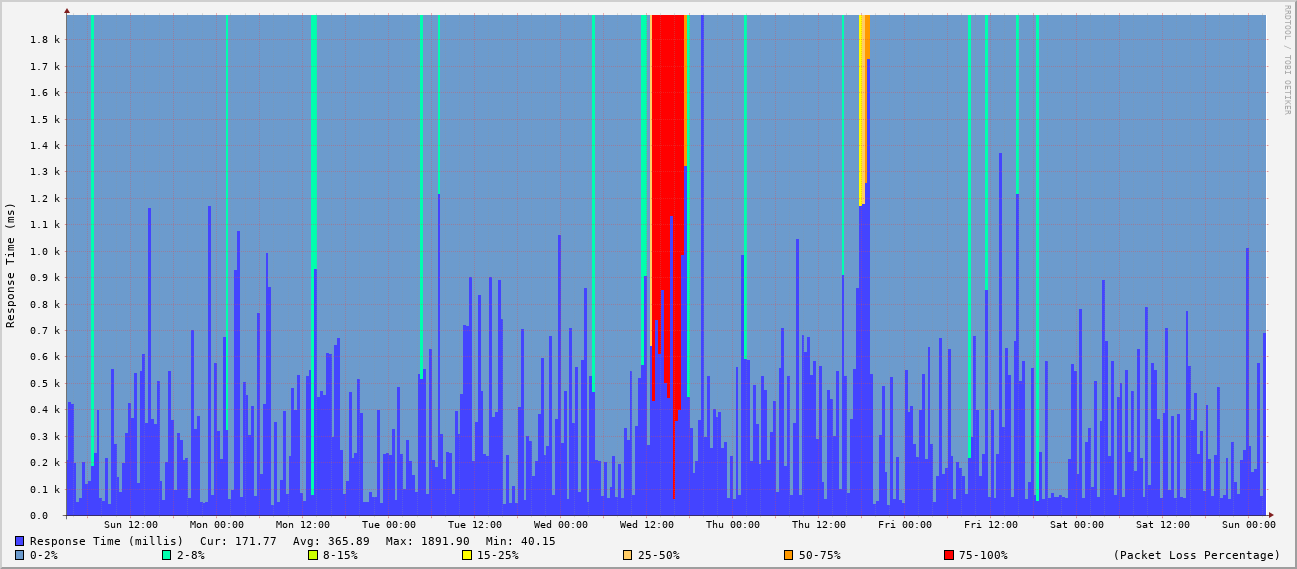 RRDTOOL / TOBI OETIKER
Response Time (ms)
1.8 k
1.7 k
1.6 k
1.5 k
1.4 k
1.3 k
1.2 k
1.1 k
1.0 k
0.9 k
0.8 k
0.7 k
0.6 k
0.5 k
0.4 k
0.3 k
0.2 k
0.1 k
0.0
Sun 12:00 Mon 00:00 Mon 12:00 Tue 00:00 Tue 12:00 Wed 00:00 Wed 12:00 Thu 00:00 Thu 12:00 Fri 00:00 Fri 12:00 Sat 00:00 Sat 12:00 Sun 00:00
Response Time (millis) Cur: 171.77 Avg: 365.89 Max: 1891.90 Min: 40.15
0-2% 2-8% 8-15% 15-25% 25-50% 50-75% 75-100% (Packet Loss Percentage)